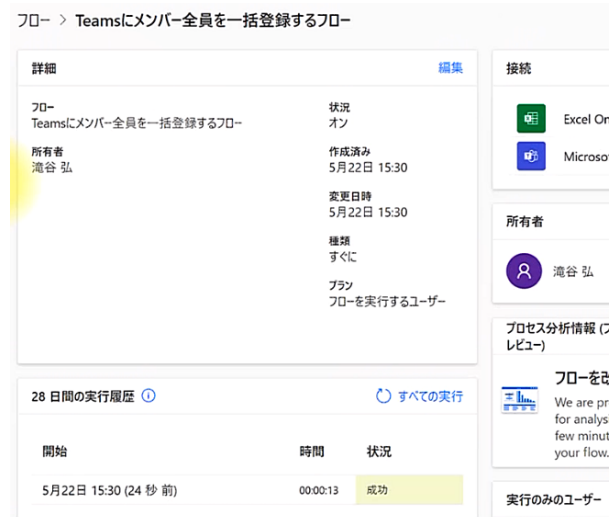 フロー > Teamsにメンバー全員を一括登録するフロー
詳細
編集
フロー
Teamsにメンバー全員を一括登録するフロー
所有者
滝谷 弘
状況
オン
作成済み
5月22日 15:30
変更日時
5月22日 15:30
種類
すぐに
プラン
フローを実行するユーザー
28 日間の実行履歴
すべての実行
開始
時間
状況
5月22日 15:30 (24 秒 前)
00:00:13
成功
接続
Excel On
Microso
所有者
滝谷 弘
プロセス分析情報 (プ
レビュー)
フローを改
We are pr
for analysi
few minut
your flow.
実行のみのユーザー